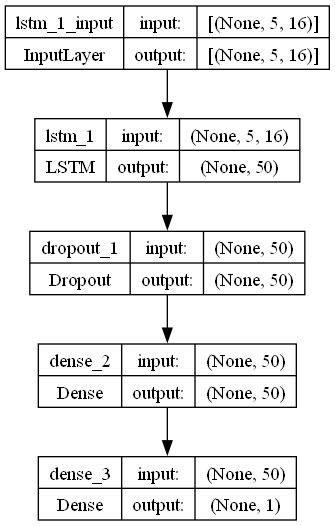 lstm_1_input input: [(None, 5, 16)]
InputLayer output: [(None, 5, 16)]
lstm_1 input: (None, 5, 16)
LSTM output: (None, 50)
dropout_1 input: (None, 50)
Dropout output: (None, 50)
dense_2 input: (None, 50)
Dense output: (None, 50)
dense_3 input: (None, 50)
Dense output: (None, 1)